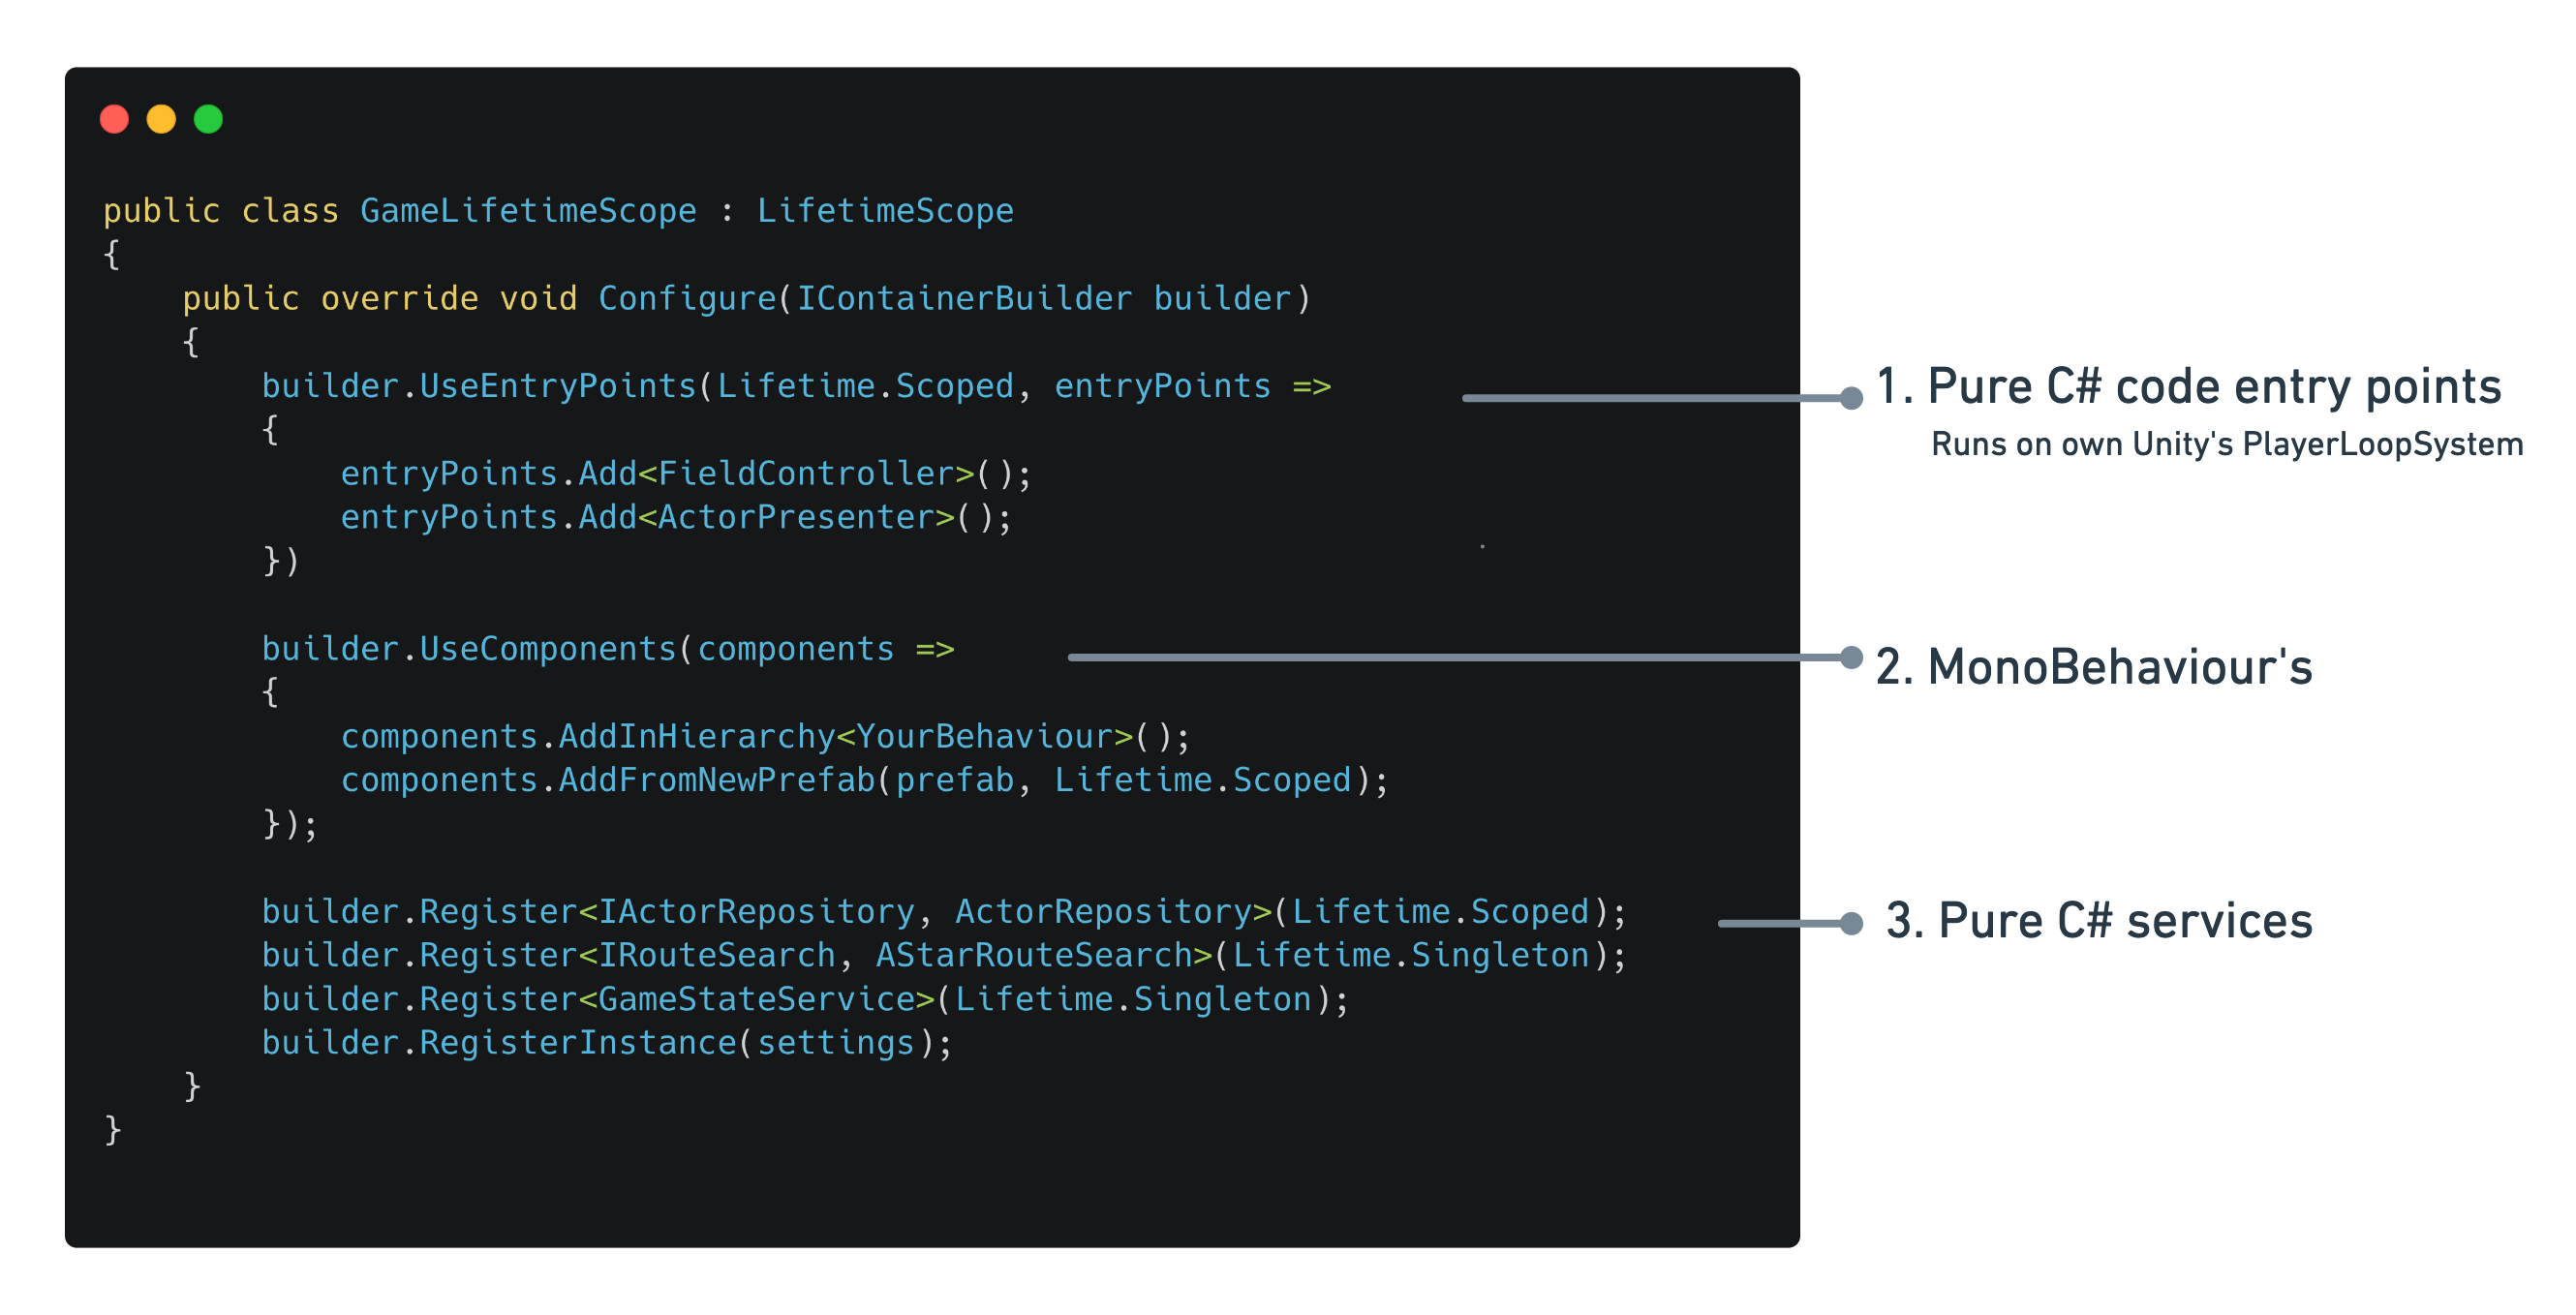 public class GameLifetimeScope : LifetimeScope
{
    public override void Configure(IContainerBuilder builder)
    {
        builder.UseEntryPoints(Lifetime.Scoped, entryPoints =>
        {
            entryPoints.Add<FieldController>();
            entryPoints.Add<ActorPresenter>();
        })

        builder.UseComponents(components =>
        {
            components.AddInHierarchy<YourBehaviour>();
            components.AddFromNewPrefab(prefab, Lifetime.Scoped);
        });

        builder.Register<IActorRepository, ActorRepository>(Lifetime.Scoped);
        builder.Register<IRouteSearch, AStarRouteSearch>(Lifetime.Singleton);
        builder.Register<GameStateService>(Lifetime.Singleton);
        builder.RegisterInstance(settings);
    }
}
1. Pure C# code entry points
Runs on own Unity's PlayerLoopSystem
2. MonoBehaviour's
3. Pure C# services